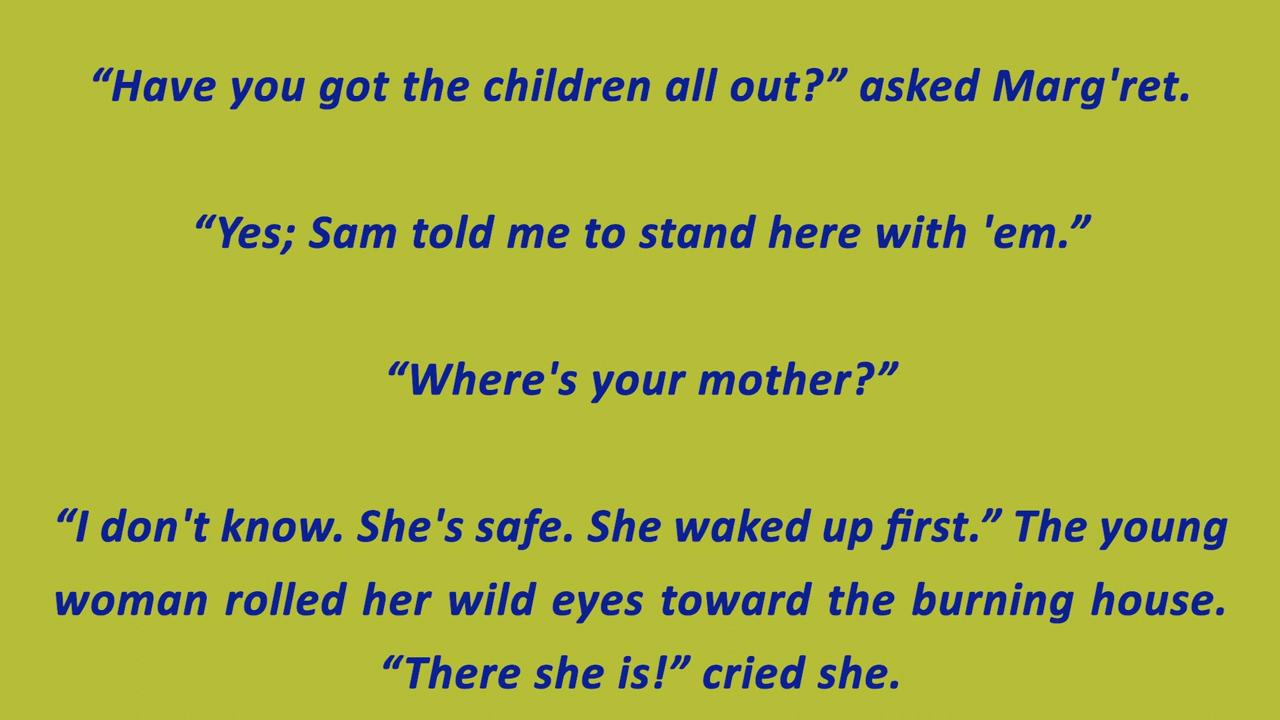 “Have you got the children all out?” asked Marg'ret.
“Yes; Sam told me to stand here with 'em.”
“Where's your mother?”
“I don't know. She's safe. She waked up first.” The young
woman rolled her wild eyes toward the burning house.
“There she is!” cried she.